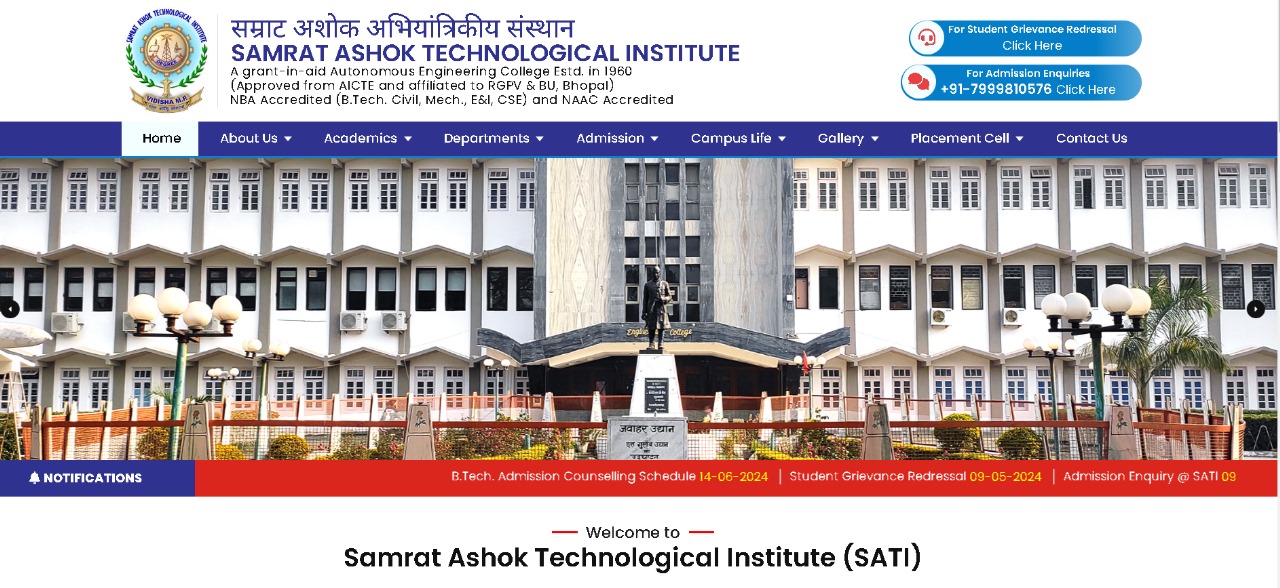 सम्राट अशोक अभियांत्रिकीय संस्थान
SAMRAT ASHOK TECHNOLOGICAL INSTITUTE
A grant-in-aid Autonomous Engineering College Estd. in 1960
(Approved from AICTE and affiliated to RGPV & BU, Bhopal)
NBA Accredited (B.Tech. Civil, Mech., E&I, CSE) and NAAC Accredited
SAMRAT ASHOK TECHNOLOGICAL INSTITUTE
DEGREE
VIDISHA M.P.
For Student Grievance Redressal
Click Here
For Admission Enquiries
+91-7999810576 Click Here
Home About Us Academics Departments Admission Campus Life Gallery Placement Cell Contact Us
Engineering College
जवाहर उद्यान
NOTIFICATIONS
B.Tech. Admission Counselling Schedule 14-06-2024 | Student Grievance Redressal 09-05-2024 | Admission Enquiry @ SATI 09
Welcome to
Samrat Ashok Technological Institute (SATI)